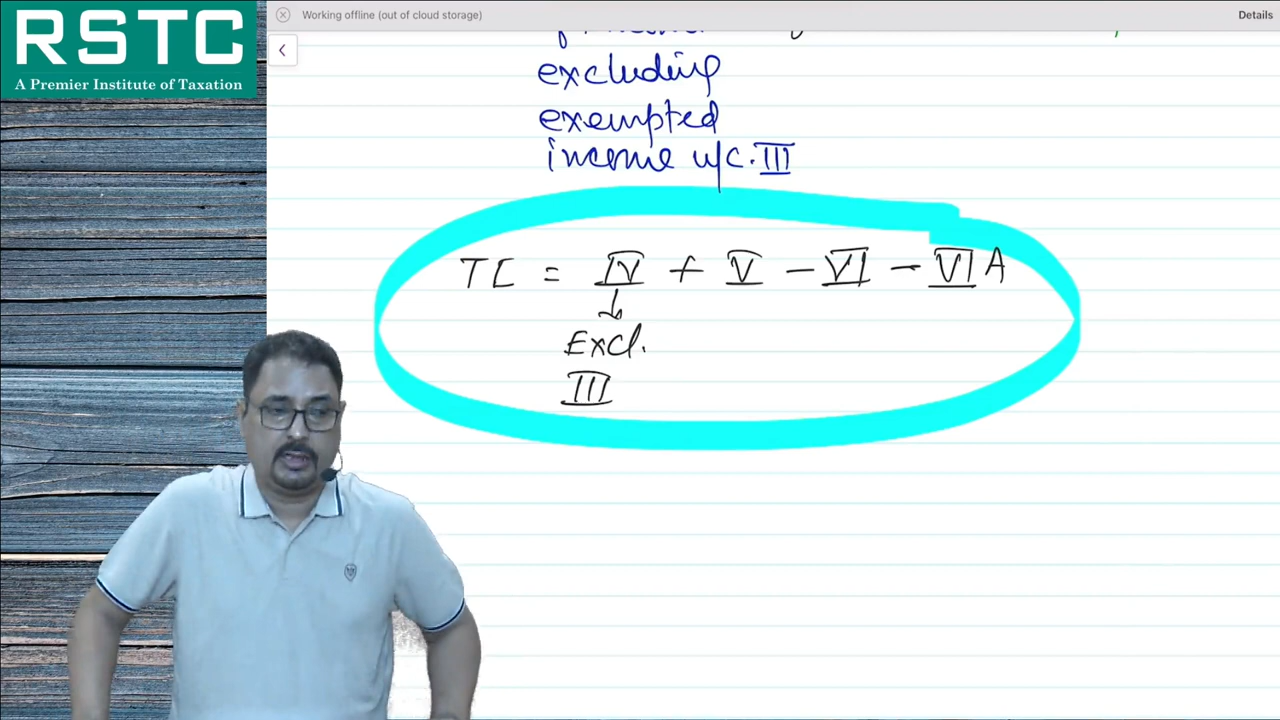 RSTC
A Premier Institute of Taxation
Working offline (out of cloud storage)
Details
excluding
exempted
income u/c. III
TI = IV + V - VI - VI A
Excl.
III